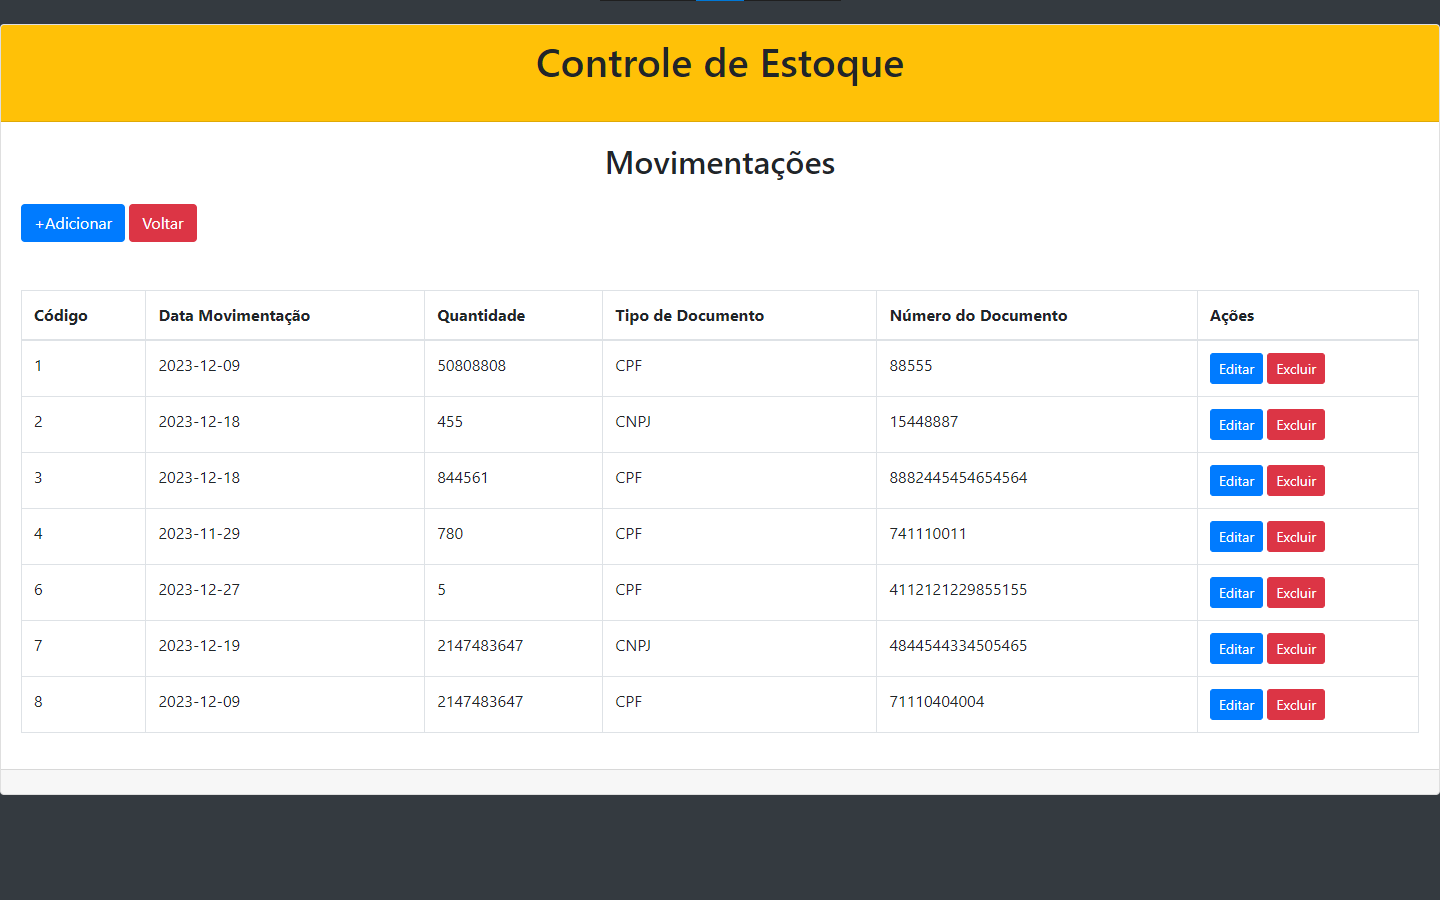 Controle de Estoque
Movimentações
+Adicionar Voltar
Código Data Movimentação Quantidade Tipo de Documento Número do Documento Ações
1 2023-12-09 50808808 CPF 88555 Editar Excluir
2 2023-12-18 455 CNPJ 15448887 Editar Excluir
3 2023-12-18 844561 CPF 8882445454654564 Editar Excluir
4 2023-11-29 780 CPF 741110011 Editar Excluir
6 2023-12-27 5 CPF 4112121229855155 Editar Excluir
7 2023-12-19 2147483647 CNPJ 4844544334505465 Editar Excluir
8 2023-12-09 2147483647 CPF 71110404004 Editar Excluir